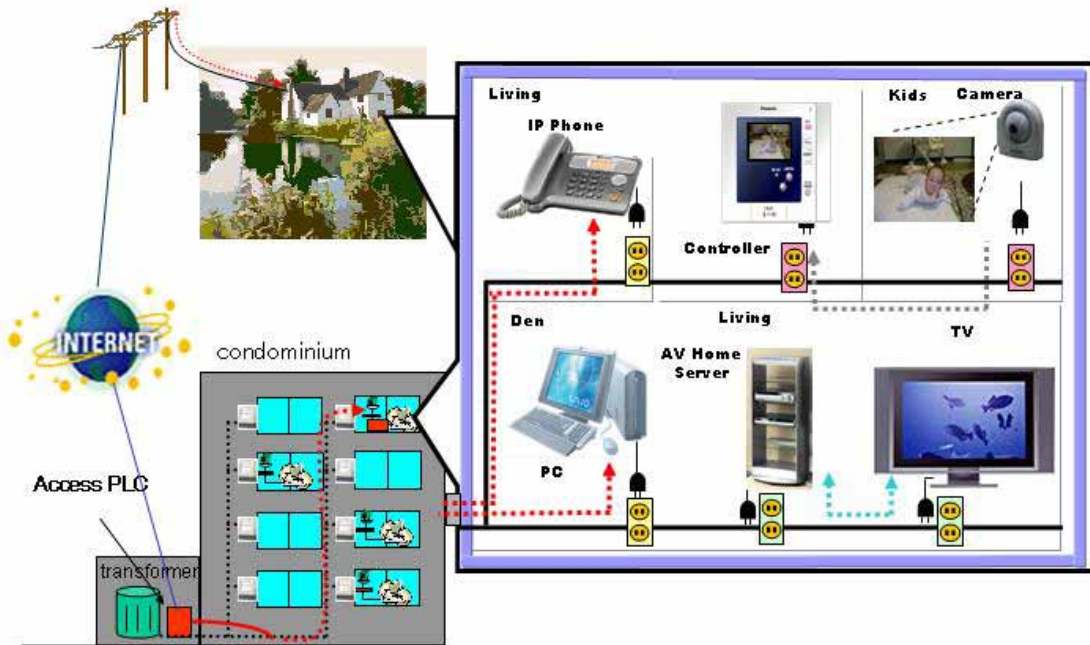 Living
Kids
Camera
IP Phone
Controller
INTERNET
condominium
Den
Living
TV
AV Home
Server
PC
Access PLC
transformer